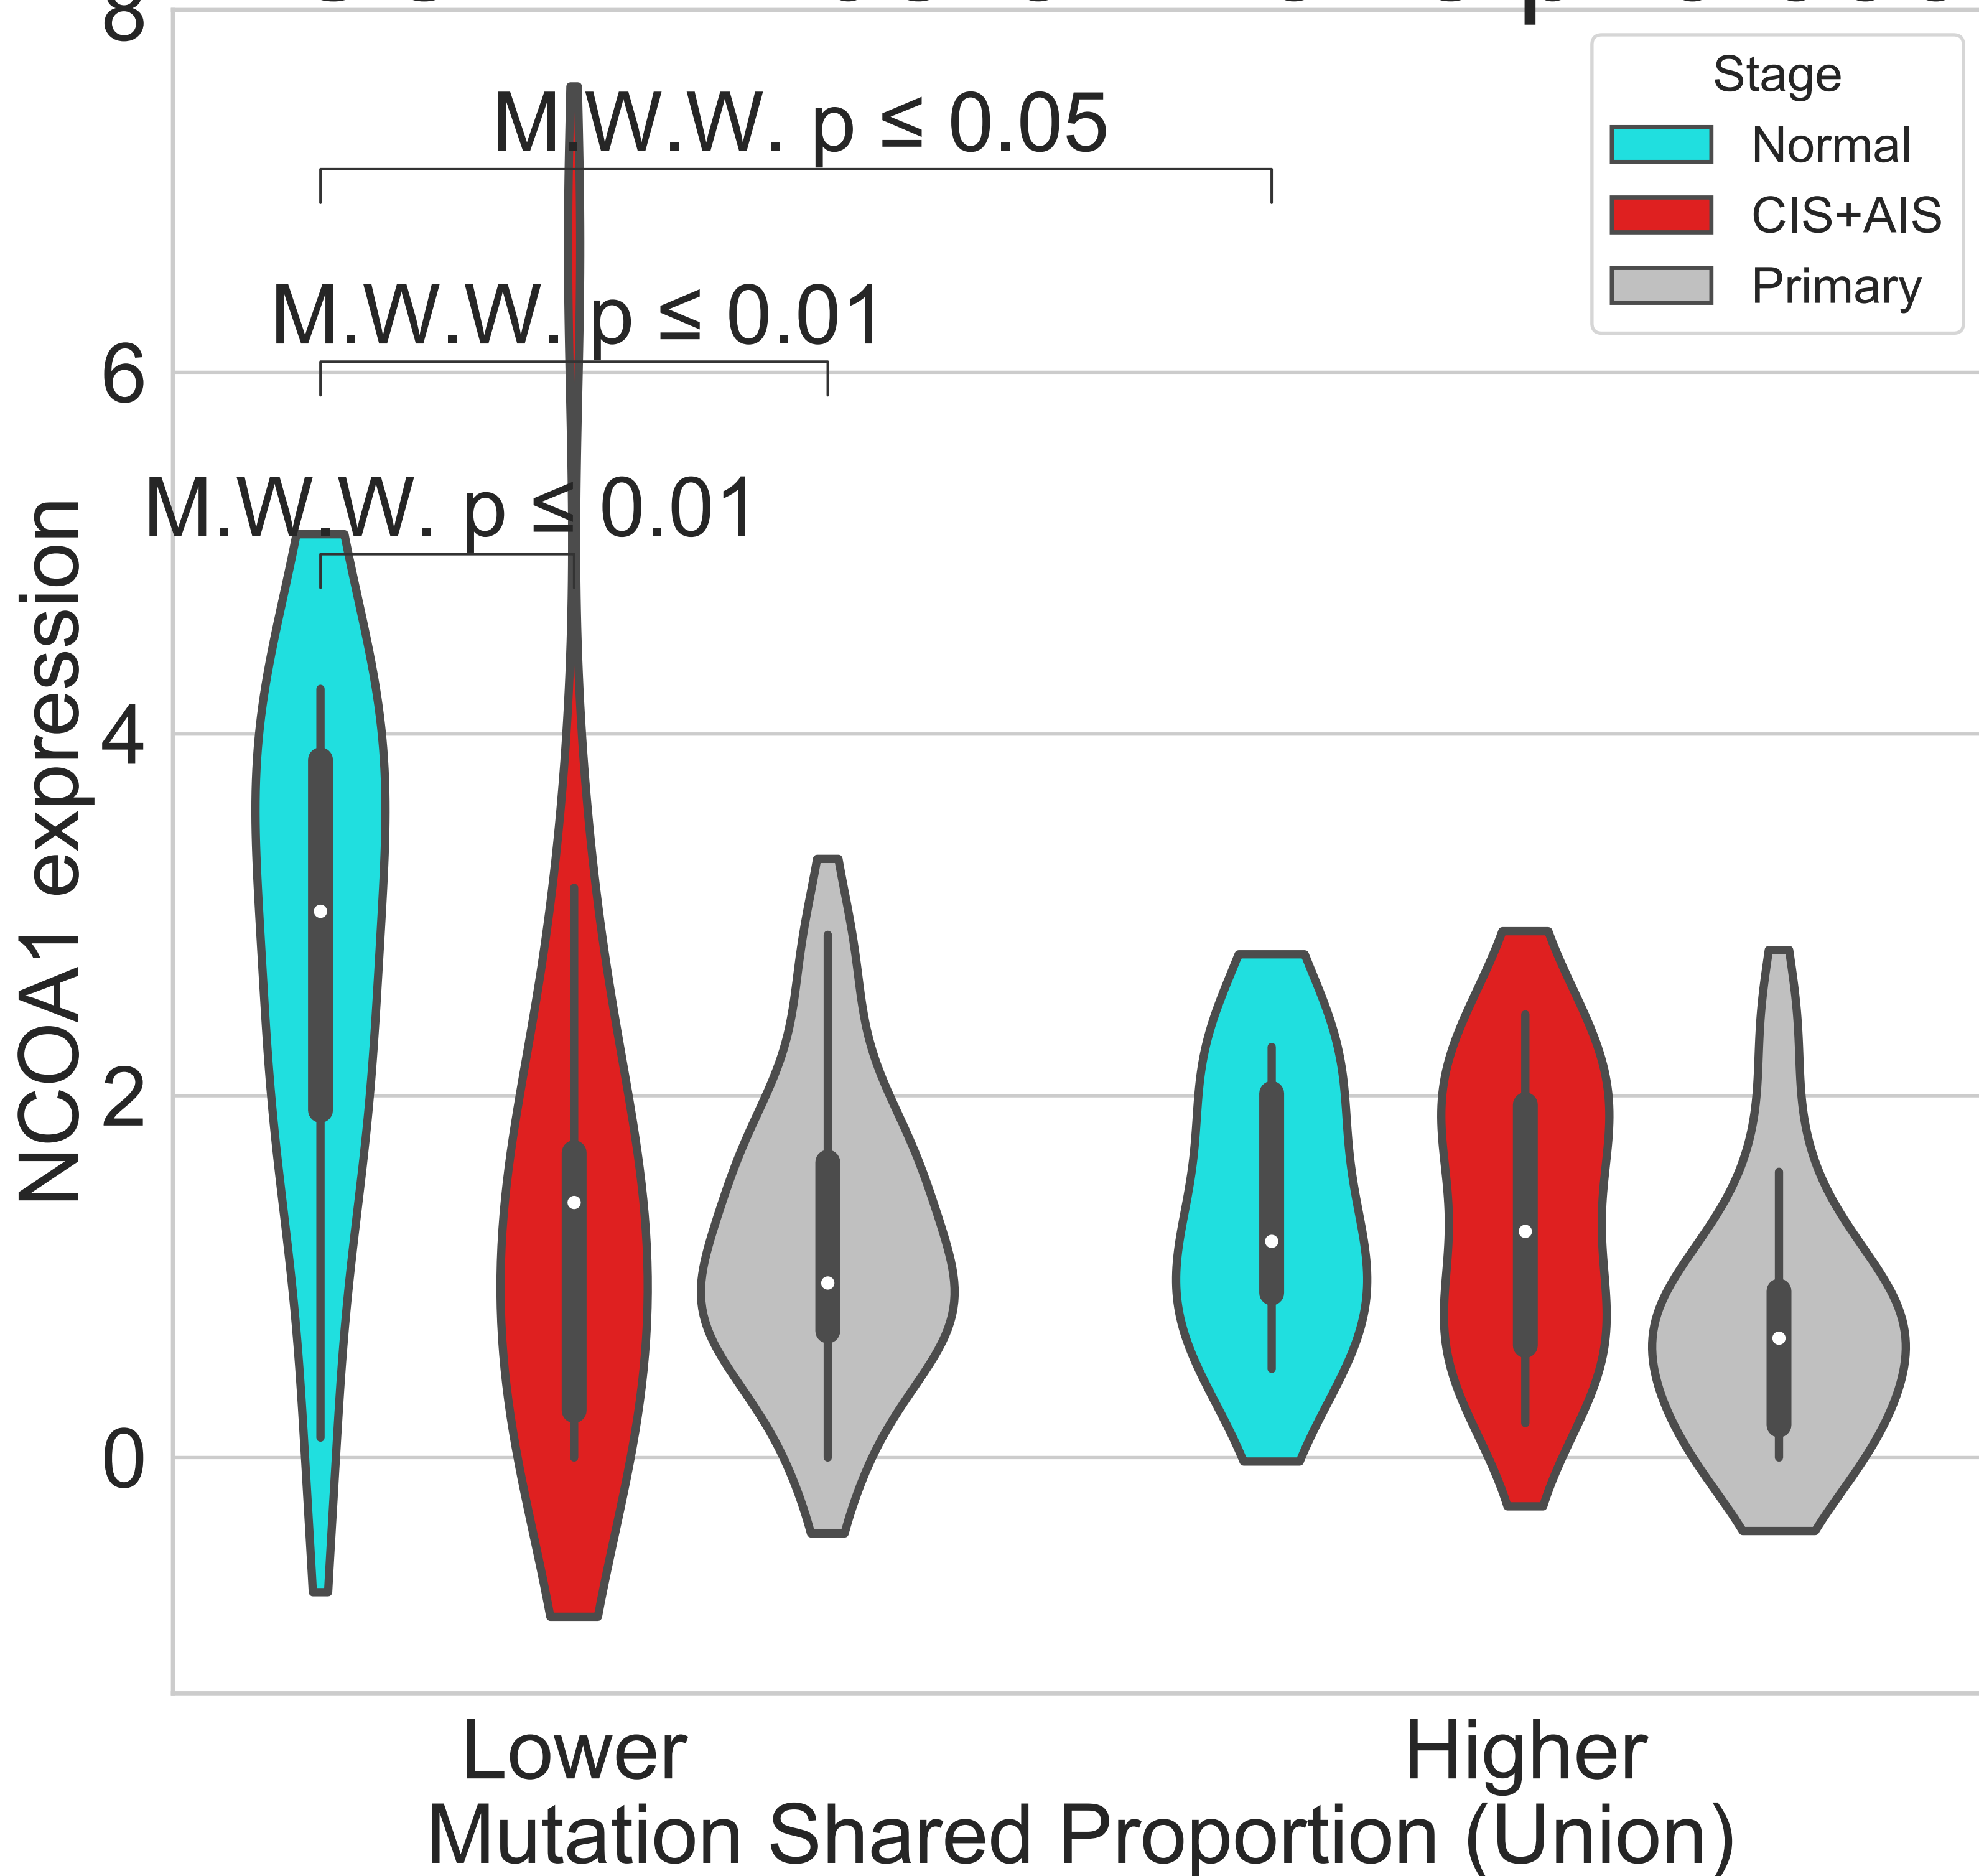 Stage
Normal
CIS+AIS
Primary
M.W.W. p ≤ 0.05
M.W.W. p ≤ 0.01
M.W.W. p ≤ 0.01
NCOA1 expression
8
6
4
2
0
Lower
Higher
Mutation Shared Proportion (Union)